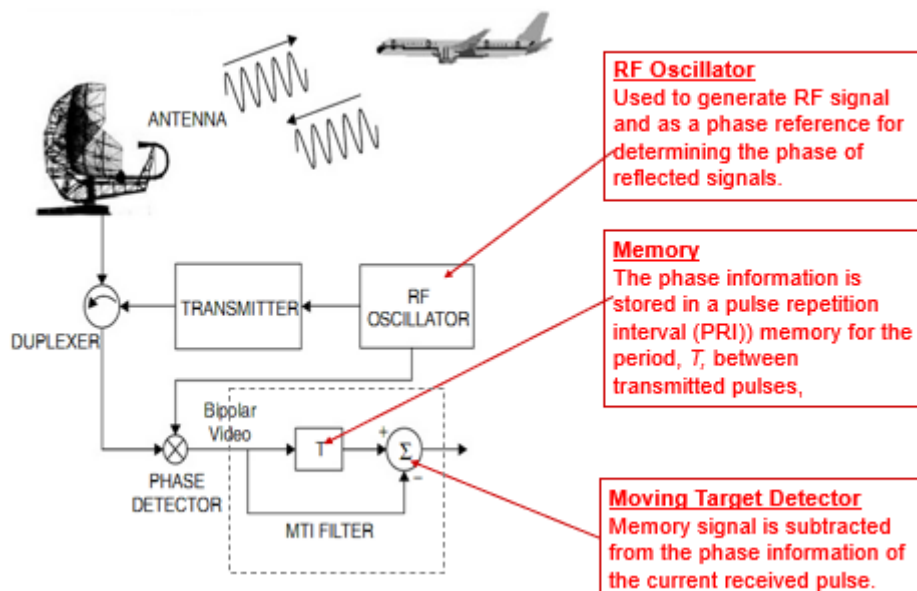 ANTENNA
DUPLEXER
TRANSMITTER
RF
OSCILLATOR
Bipolar
Video
PHASE
DETECTOR
T
+
Σ
−
MTI FILTER
RF Oscillator
Used to generate RF signal
and as a phase reference for
determining the phase of
reflected signals.
Memory
The phase information is
stored in a pulse repetition
interval (PRI)) memory for the
period, T, between
transmitted pulses,
Moving Target Detector
Memory signal is subtracted
from the phase information of
the current received pulse.